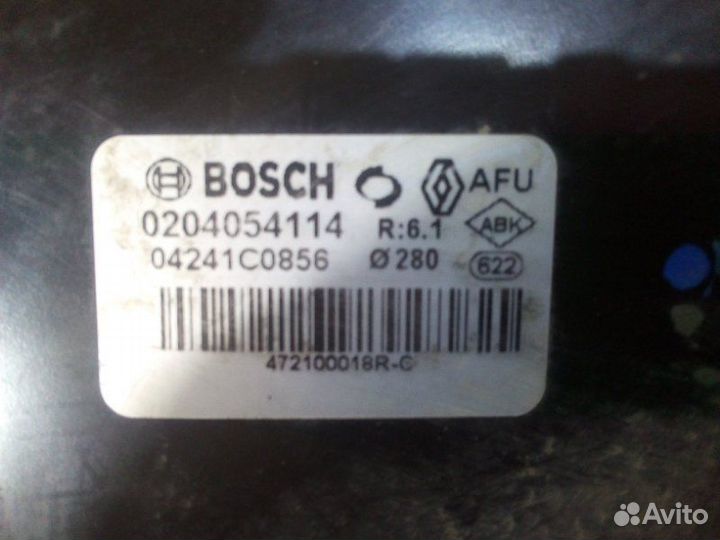 BOSCH AFU
0204054114 R:6.1 ABK
04241C0856 Ø280 622
472100018R-C
Avito